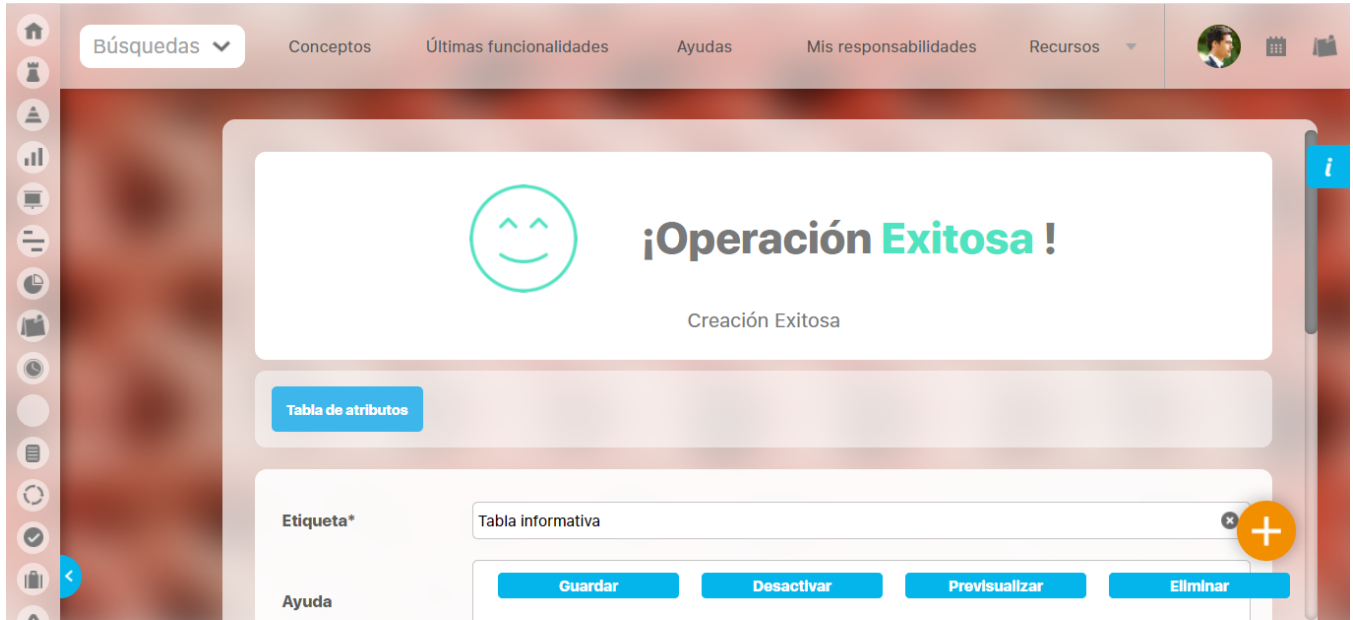 Búsquedas
Conceptos
Últimas funcionalidades
Ayudas
Mis responsabilidades
Recursos
i
¡Operación Exitosa !
Creación Exitosa
Tabla de atributos
Etiqueta*
Tabla informativa
Ayuda
Guardar
Desactivar
Previsualizar
Eliminar